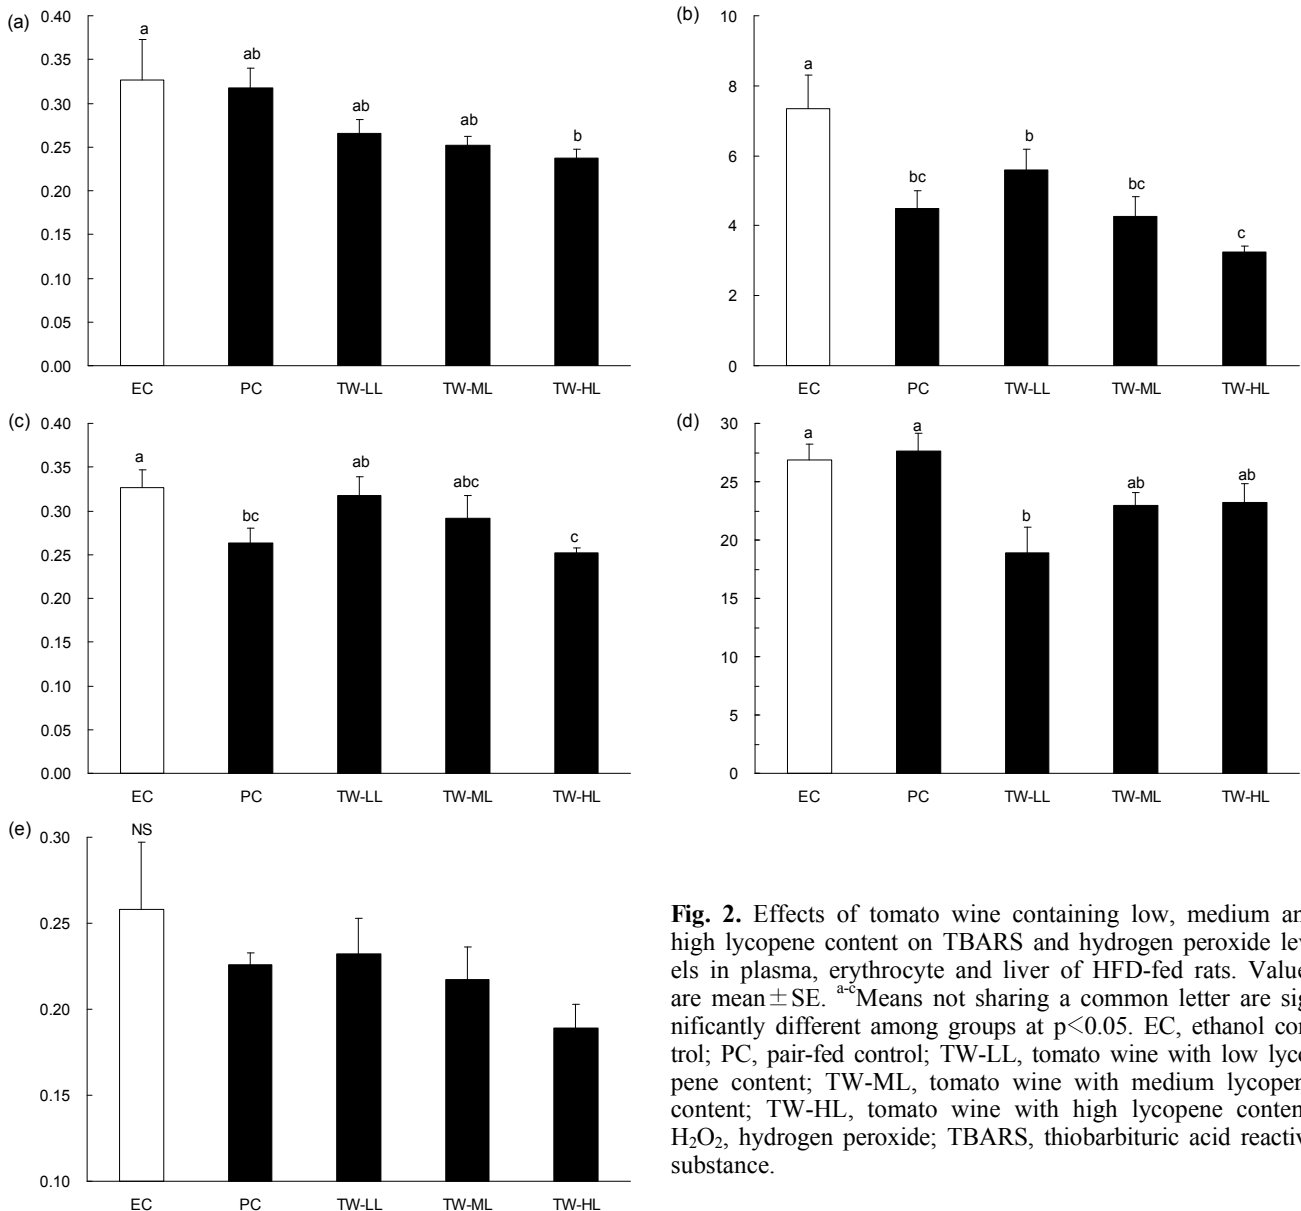 (a)
0.40
0.35
0.30
0.25
0.20
0.15
0.10
0.05
0.00
a
ab
ab
ab
b
EC PC TW-LL TW-ML TW-HL
(b)
10
8
6
4
2
0
a
bc
b
bc
c
EC PC TW-LL TW-ML TW-HL
(c)
0.40
0.35
0.30
0.25
0.20
0.15
0.10
0.05
0.00
a
bc
ab
abc
c
EC PC TW-LL TW-ML TW-HL
(d)
30
25
20
15
10
5
0
a
a
b
ab
ab
EC PC TW-LL TW-ML TW-HL
(e)
0.30
0.25
0.20
0.15
0.10
NS
EC PC TW-LL TW-ML TW-HL
Fig. 2. Effects of tomato wine containing low, medium an
high lycopene content on TBARS and hydrogen peroxide lev
els in plasma, erythrocyte and liver of HFD-fed rats. Value
are mean±SE. a-cMeans not sharing a common letter are sig
nificantly different among groups at p<0.05. EC, ethanol con
trol; PC, pair-fed control; TW-LL, tomato wine with low lyco
pene content; TW-ML, tomato wine with medium lycopen
content; TW-HL, tomato wine with high lycopene conten
H₂O₂, hydrogen peroxide; TBARS, thiobarbituric acid reactiv
substance.